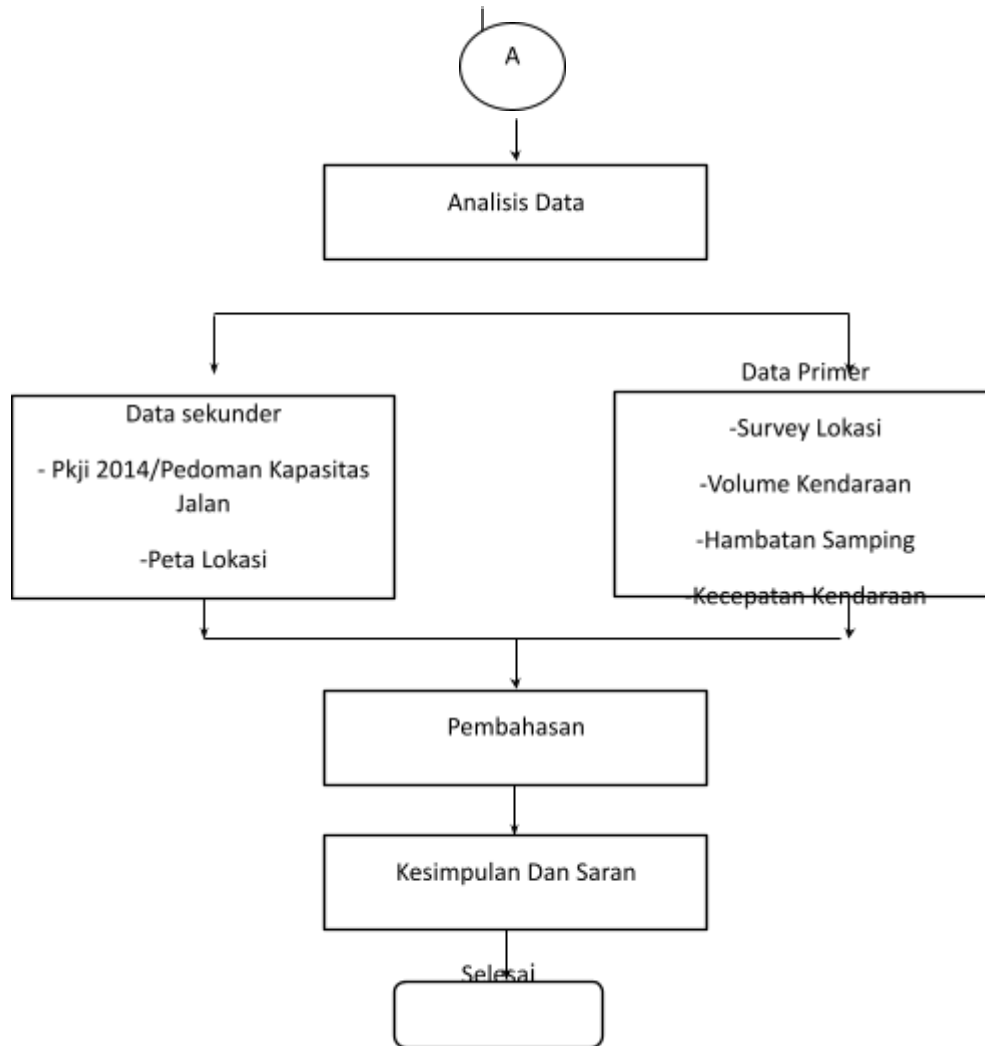 A
Analisis Data
Data sekunder
- Pkji 2014/Pedoman Kapasitas
Jalan
-Peta Lokasi
Data Primer
-Survey Lokasi
-Volume Kendaraan
-Hambatan Samping
-Kecepatan Kendaraan
Pembahasan
Kesimpulan Dan Saran
Selesai